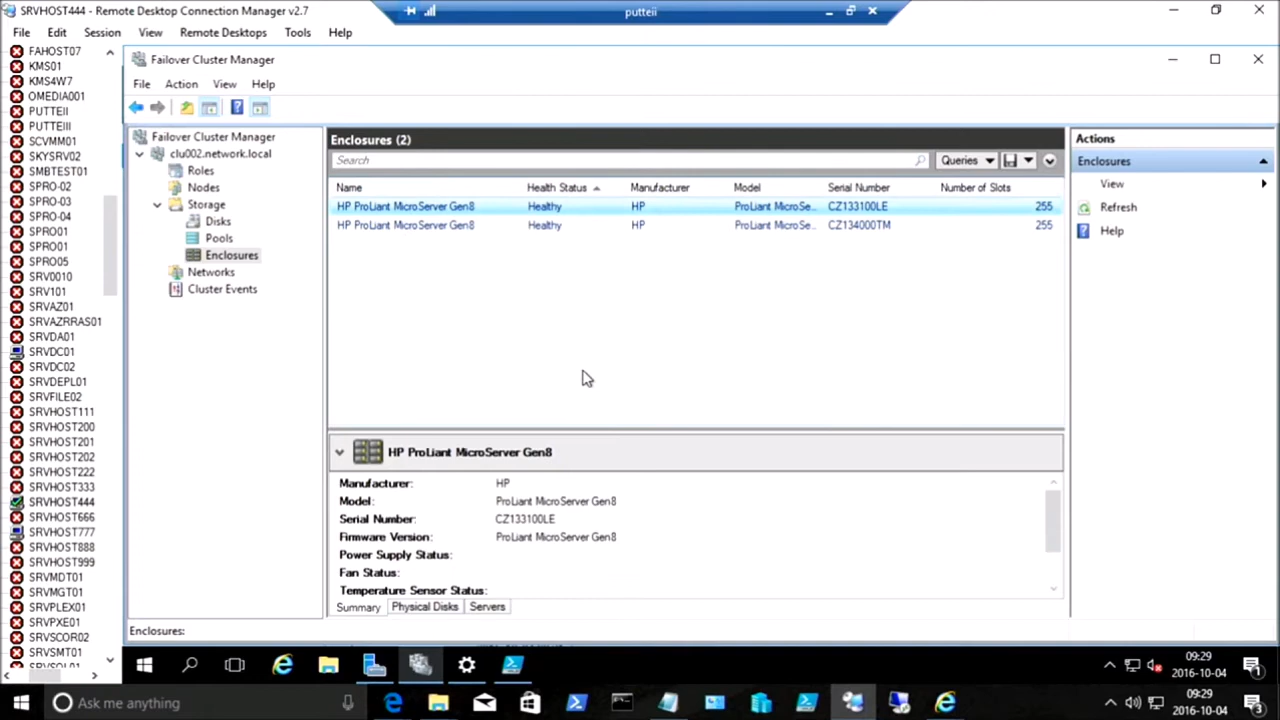 SRVHOST444 - Remote Desktop Connection Manager v2.7
putteii
File Edit Session View Remote Desktops Tools Help
FAHOST07
KMS01
KMS4W7
OMEDIA001
PUTTEII
PUTTEIII
SCVMM01
SKYSRV02
SMBTEST01
SPRO-02
SPRO-03
SPRO-04
SPRO01
SPRO01
SPRO05
SRV0010
SRV101
SRVAZ01
SRVAZRRAS01
SRVDA01
SRVDC01
SRVDC02
SRVDEPL01
SRVFILE02
SRVHOST111
SRVHOST200
SRVHOST201
SRVHOST202
SRVHOST222
SRVHOST333
SRVHOST444
SRVHOST666
SRVHOST777
SRVHOST888
SRVHOST999
SRVMDT01
SRVMGT01
SRVPLEX01
SRVPXE01
SRVSCOR02
SRVSMT01
SRVSQL01
Failover Cluster Manager
File Action View Help
Failover Cluster Manager
clu002.network.local
Roles
Nodes
Storage
Disks
Pools
Enclosures
Networks
Cluster Events
Enclosures (2)
Search Queries
Name Health Status Manufacturer Model Serial Number Number of Slots
HP ProLiant MicroServer Gen8 Healthy HP ProLiant MicroSe... CZ133100LE 255
HP ProLiant MicroServer Gen8 Healthy HP ProLiant MicroSe... CZ134000TM 255
HP ProLiant MicroServer Gen8
Manufacturer: HP
Model: ProLiant MicroServer Gen8
Serial Number: CZ133100LE
Firmware Version: ProLiant MicroServer Gen8
Power Supply Status:
Fan Status:
Temperature Sensor Status:
Summary Physical Disks Servers
Actions
Enclosures
View
Refresh
Help
Enclosures:
09:29
2016-10-04
1
Ask me anything
09:29
2016-10-04
3